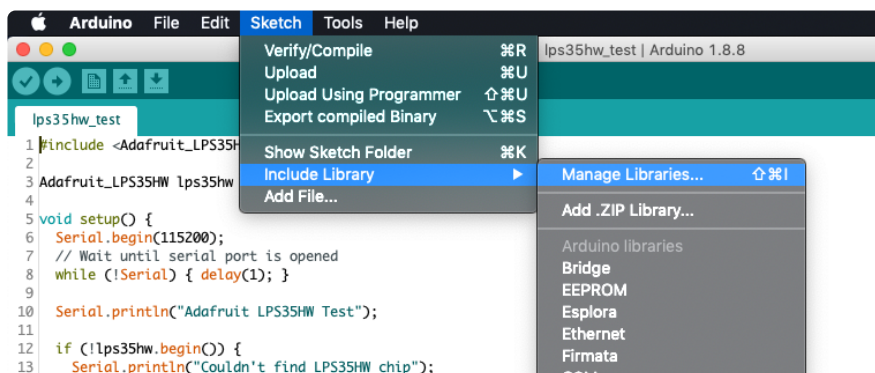 Arduino File Edit Sketch Tools Help
lps35hw_test | Arduino 1.8.8
Verify/Compile ⌘R
Upload ⌘U
Upload Using Programmer ⇧⌘U
Export compiled Binary ⌥⌘S
Show Sketch Folder ⌘K
Include Library ▶
Add File...
Manage Libraries... ⇧⌘I
Add .ZIP Library...
Arduino libraries
Bridge
EEPROM
Esplora
Ethernet
Firmata
lps35hw_test
1 #include <Adafruit_LPS35H
2
3 Adafruit_LPS35HW lps35hw
4
5 void setup() {
6 Serial.begin(115200);
7 // Wait until serial port is opened
8 while (!Serial) { delay(1); }
9
10 Serial.println("Adafruit LPS35HW Test");
11
12 if (!lps35hw.begin()) {
13 Serial.println("Couldn't find LPS35HW chip");